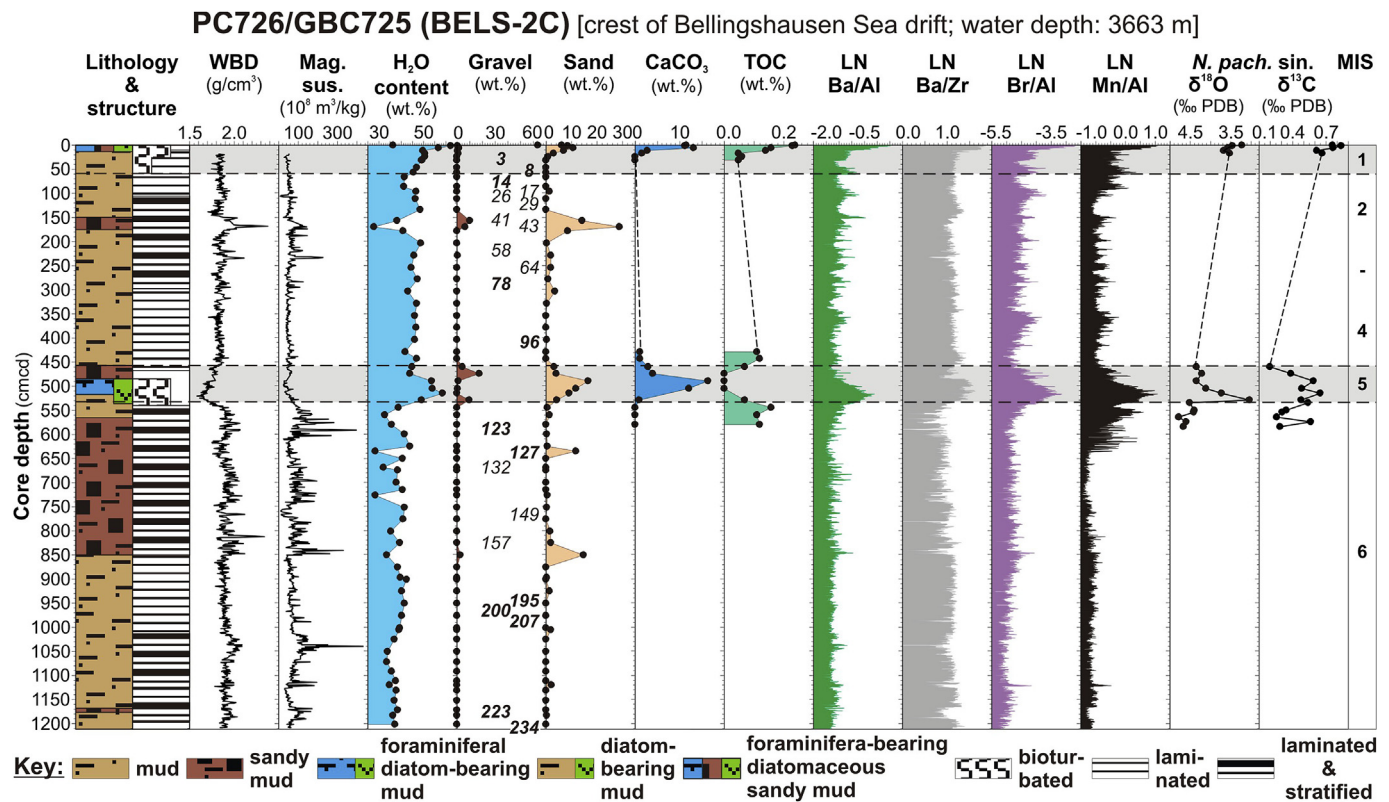 PC726/GBC725 (BELS-2C) [crest of Bellingshausen Sea drift; water depth: 3663 m]
Lithology & structure
WBD (g/cm³)
Mag. sus. (10⁸ m³/kg)
H₂O content (wt.%)
Gravel (wt.%)
Sand (wt.%)
CaCO₃ (wt.%)
TOC (wt.%)
LN Ba/Al
LN Ba/Zr
LN Br/Al
LN Mn/Al
N. pach. sin.
δ¹⁸O (‰ PDB)
δ¹³C (‰ PDB)
MIS
1.5 2.0
100 300
30 50
0 30 60
0 10 20 30
0 10
0.0 0.2
-2.0 -0.5
0.0 1.0
-5.5 -3.5
-1.0 0.0 1.0
4.5 3.5
0.1 0.4 0.7
Core depth (cmcd)
0
50
100
150
200
250
300
350
400
450
500
550
600
650
700
750
800
850
900
950
1000
1050
1100
1150
1200
3
8
14
17
26
29
41
43
58
64
78
96
123
127
132
149
157
195
200
207
223
234
1
2
-
4
5
6
Key:
mud
sandy mud
foraminiferal diatom-bearing mud
diatom-bearing mud
foraminifera-bearing diatomaceous sandy mud
biotur-
bated
lami-
nated
laminated & stratified